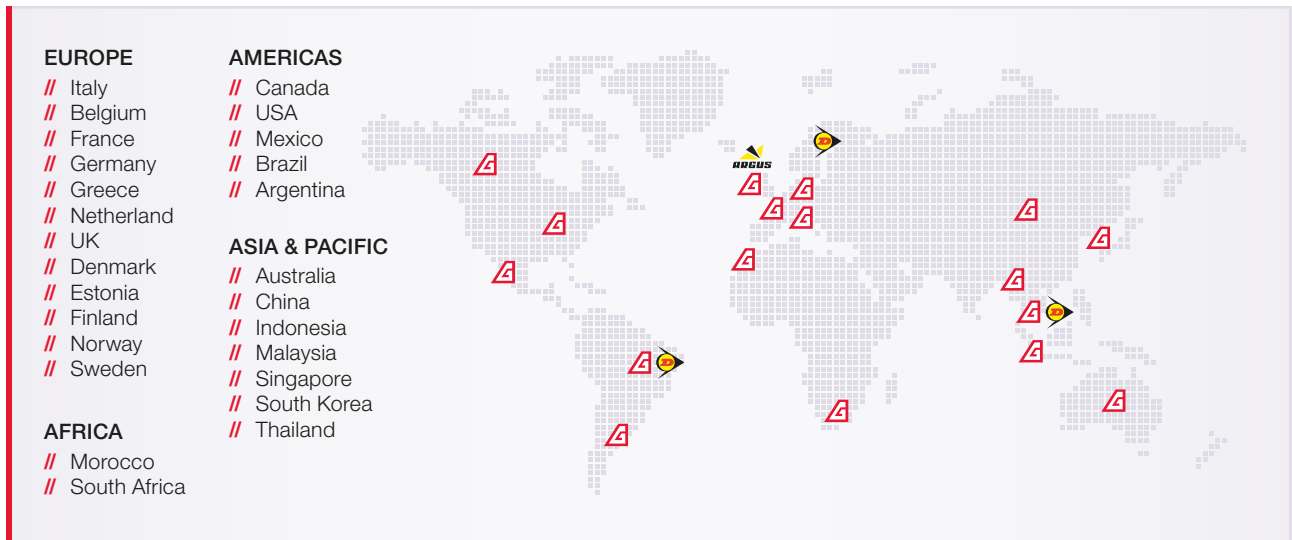 EUROPE
// Italy
// Belgium
// France
// Germany
// Greece
// Netherland
// UK
// Denmark
// Estonia
// Finland
// Norway
// Sweden
AFRICA
// Morocco
// South Africa
AMERICAS
// Canada
// USA
// Mexico
// Brazil
// Argentina
ASIA & PACIFIC
// Australia
// China
// Indonesia
// Malaysia
// Singapore
// South Korea
// Thailand
ARGUS
D
D
D